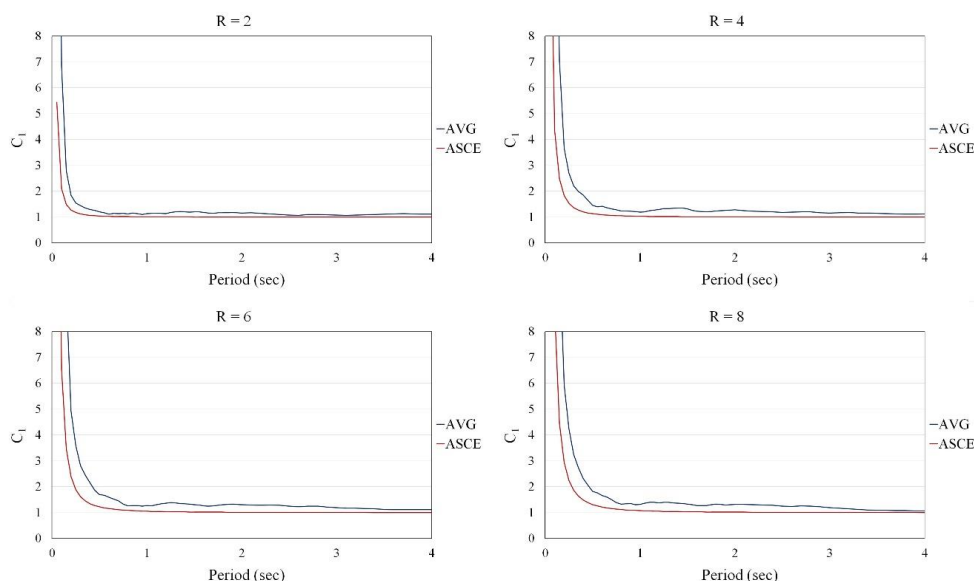 R = 2
8
7
6
5
4
3
2
1
0
C1
0 1 2 3 4
Period (sec)
AVG
ASCE
R = 4
8
7
6
5
4
3
2
1
0
C1
0 1 2 3 4
Period (sec)
AVG
ASCE
R = 6
8
7
6
5
4
3
2
1
0
C1
0 1 2 3 4
Period (sec)
AVG
ASCE
R = 8
8
7
6
5
4
3
2
1
0
C1
0 1 2 3 4
Period (sec)
AVG
ASCE